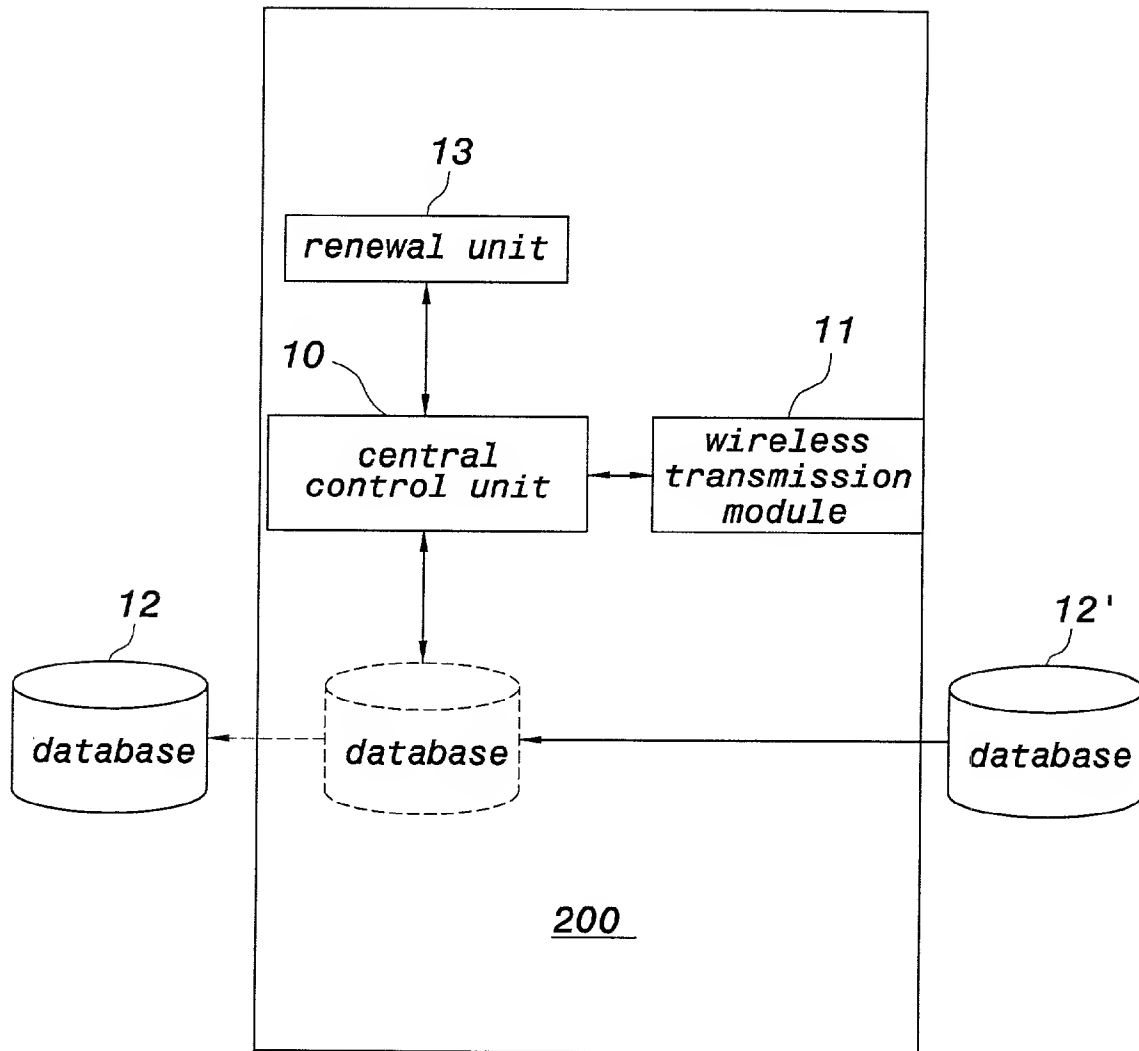 13
renewal unit
10
11
central
control unit
wireless
transmission
module
12
12'
database
database
database
200